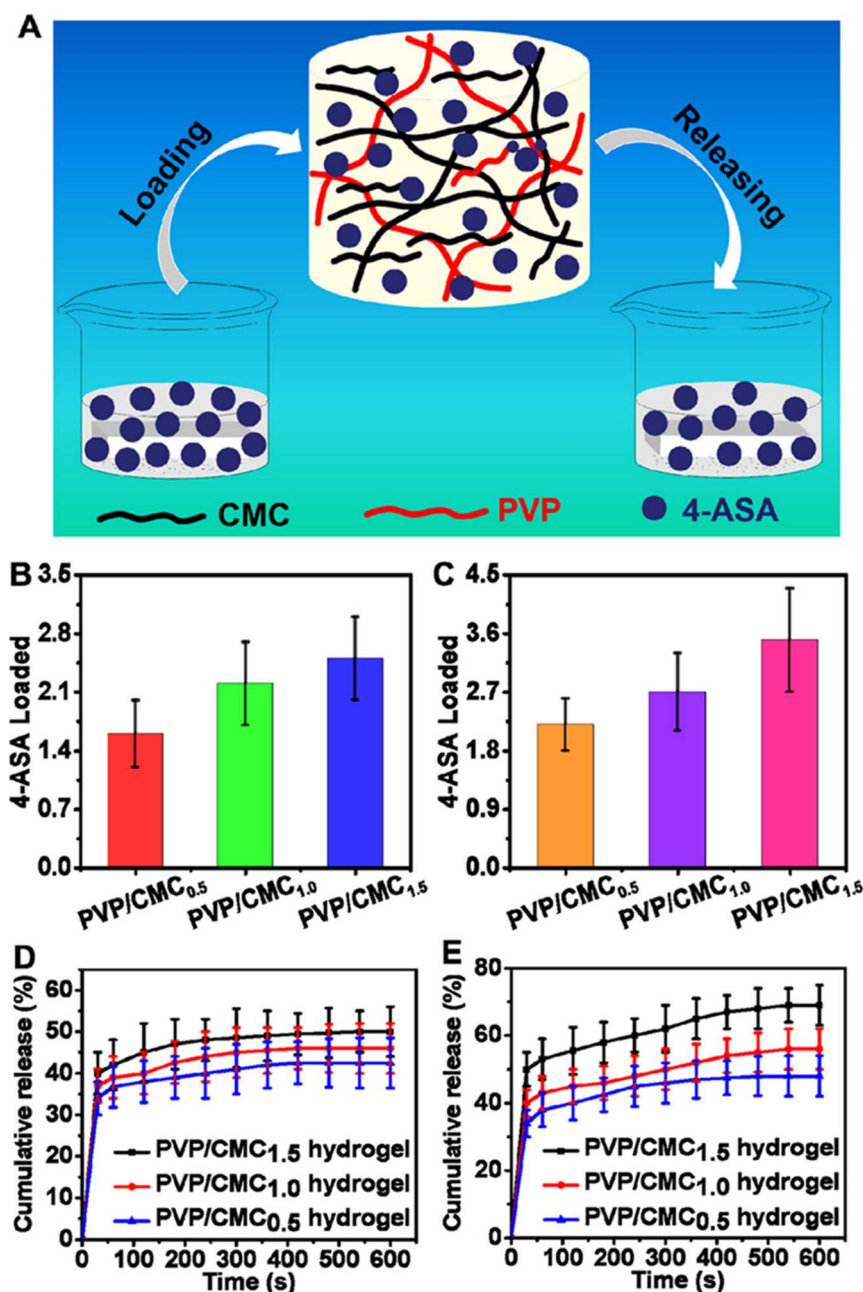 A
Loading
Releasing
CMC PVP 4-ASA
B
4-ASA Loaded
3.5
2.8
2.1
1.4
0.7
0.0
PVP/CMC0.5 PVP/CMC1.0 PVP/CMC1.5
C
4-ASA Loaded
4.5
3.6
2.7
1.8
0.9
0.0
PVP/CMC0.5 PVP/CMC1.0 PVP/CMC1.5
D
Cumulative release (%)
60
50
40
30
20
10
0
PVP/CMC1.5 hydrogel
PVP/CMC1.0 hydrogel
PVP/CMC0.5 hydrogel
0 100 200 300 400 500 600
Time (s)
E
Cumulative release (%)
80
60
40
20
0
PVP/CMC1.5 hydrogel
PVP/CMC1.0 hydrogel
PVP/CMC0.5 hydrogel
0 100 200 300 400 500 600
Time (s)